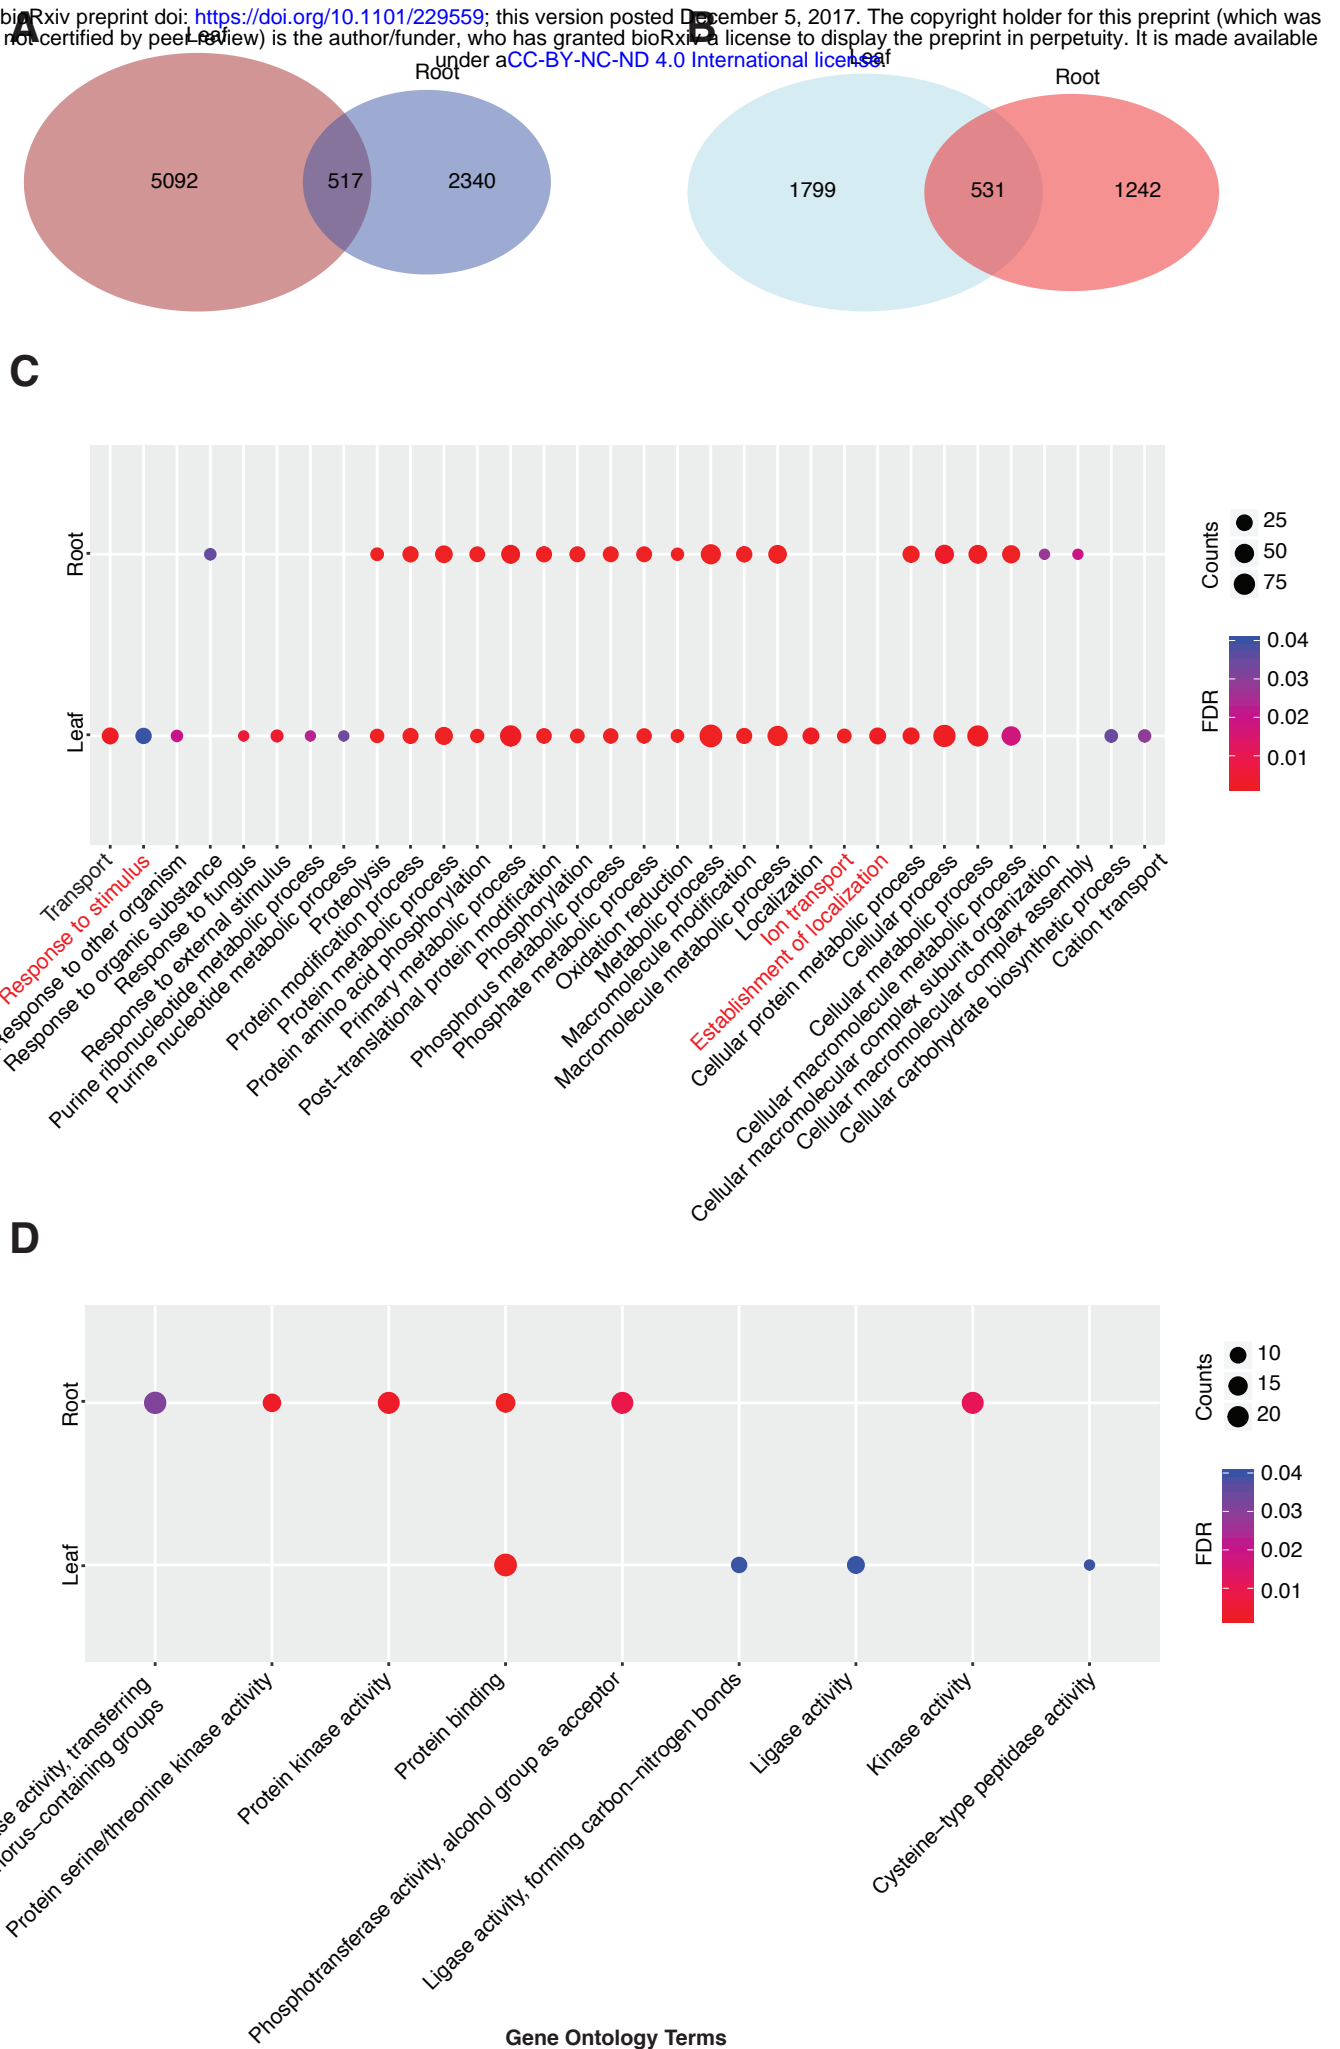 bioRxiv preprint doi: https://doi.org/10.1101/229559; this version posted December 5, 2017. The copyright holder for this preprint (which was
not certified by peer review) is the author/funder, who has granted bioRxiv a license to display the preprint in perpetuity. It is made available
under aCC-BY-NC-ND 4.0 International license.
A
Leaf
Root
5092
517
2340
B
Leaf
Root
1799
531
1242
C
Root
Leaf
Counts
25
50
75
FDR
0.04
0.03
0.02
0.01
Transport
Response to stimulus
Response to other organism
Response to organic substance
Response to fungus
Response to external stimulus
Purine ribonucleotide metabolic process
Purine nucleotide metabolic process
Proteolysis
Protein modification process
Protein metabolic process
Protein amino acid phosphorylation
Primary metabolic process
Post−translational protein modification
Phosphorylation
Phosphorus metabolic process
Phosphate metabolic process
Oxidation reduction
Metabolic process
Macromolecule modification
Macromolecule metabolic process
Localization
Ion transport
Establishment of localization
Cellular protein metabolic process
Cellular process
Cellular metabolic process
Cellular macromolecule metabolic process
Cellular macromolecular complex subunit organization
Cellular macromolecular complex assembly
Cellular carbohydrate biosynthetic process
Cation transport
D
Root
Leaf
Counts
10
15
20
FDR
0.04
0.03
0.02
0.01
activity, transferring
containing groups
Protein serine/threonine kinase activity
Protein kinase activity
Protein binding
Phosphotransferase activity, alcohol group as acceptor
Ligase activity, forming carbon−nitrogen bonds
Ligase activity
Kinase activity
Cysteine−type peptidase activity
Gene Ontology Terms